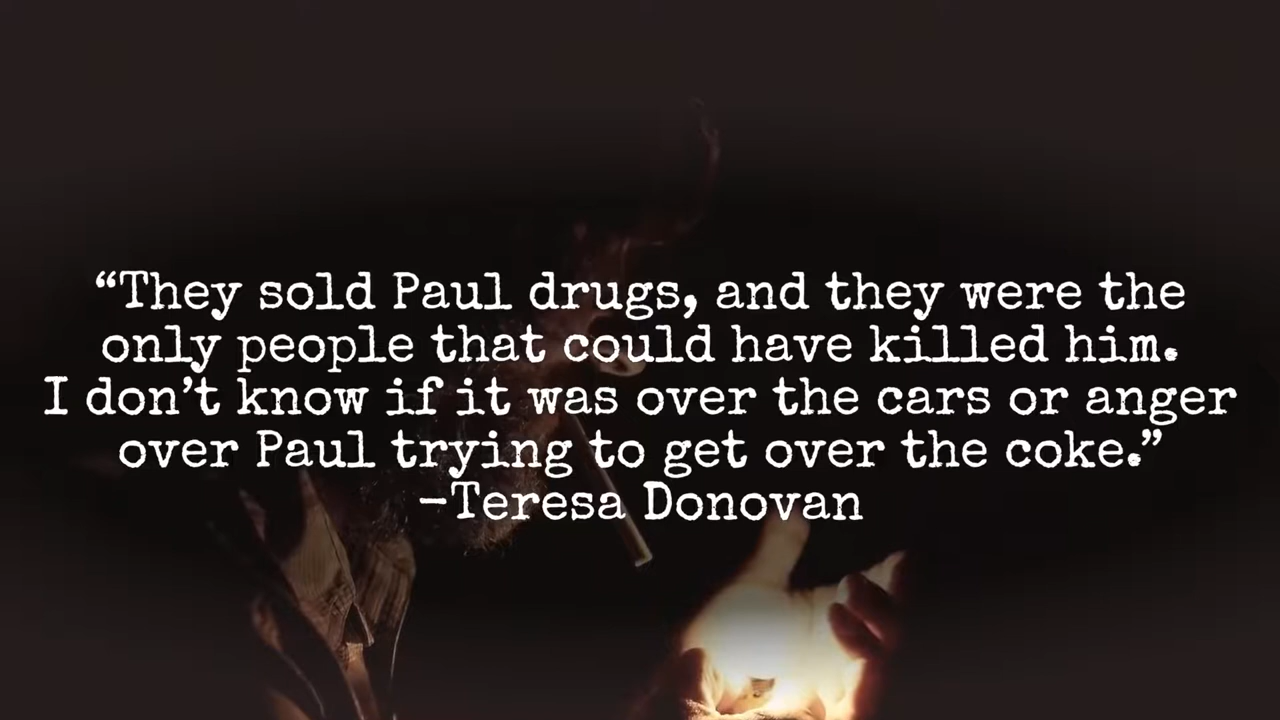 “They sold Paul drugs, and they were the
only people that could have killed him.
I don’t know if it was over the cars or anger
over Paul trying to get over the coke.”
-Teresa Donovan